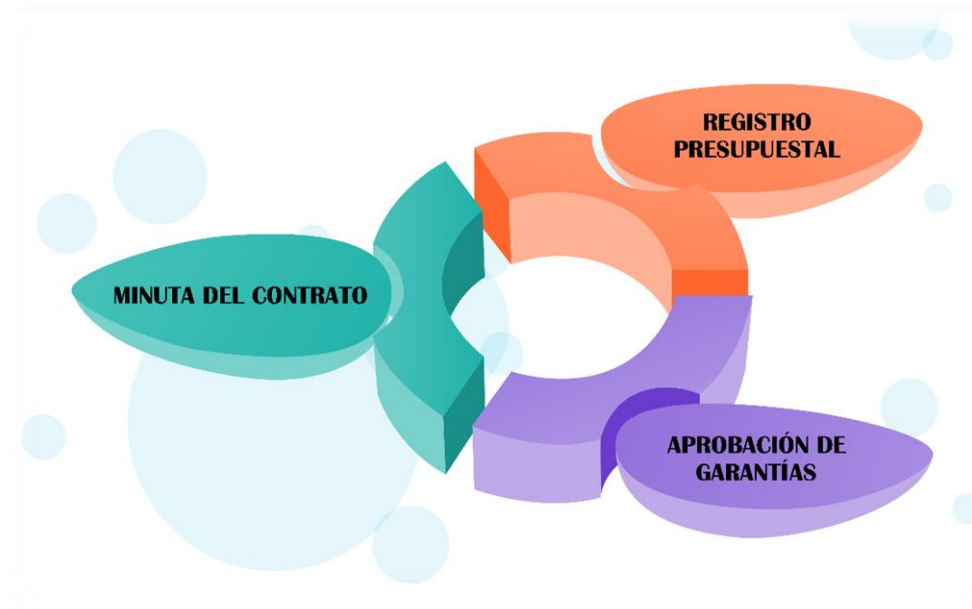 REGISTRO
PRESUPUESTAL
MINUTA DEL CONTRATO
APROBACIÓN DE
GARANTÍAS